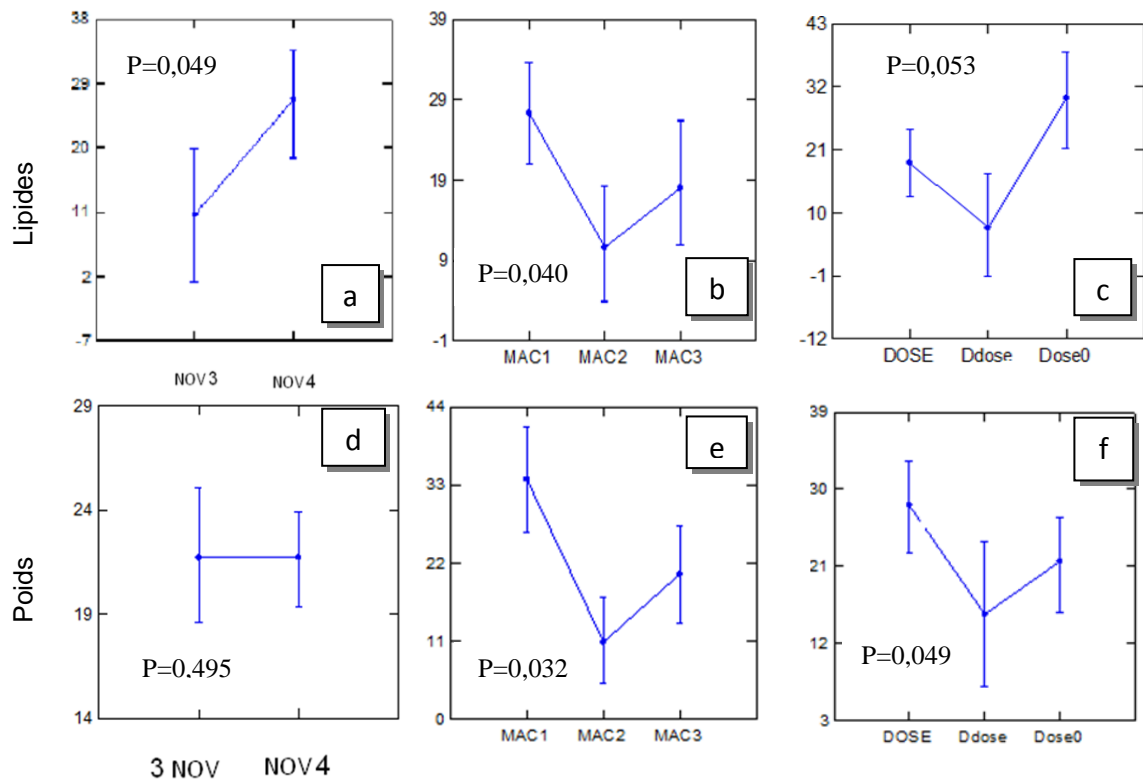 Lipides
38
29
20
11
2
-7
P=0,049
a
NOV3
NOV4
39
29
19
9
-1
P=0,040
b
MAC1
MAC2
MAC3
43
32
21
10
-1
-12
P=0,053
c
DOSE
Ddose
Dose0
Poids
29
24
19
14
P=0,495
d
3 NOV
NOV4
44
33
22
11
0
P=0,032
e
MAC1
MAC2
MAC3
39
30
21
12
3
P=0,049
f
DOSE
Ddose
Dose0